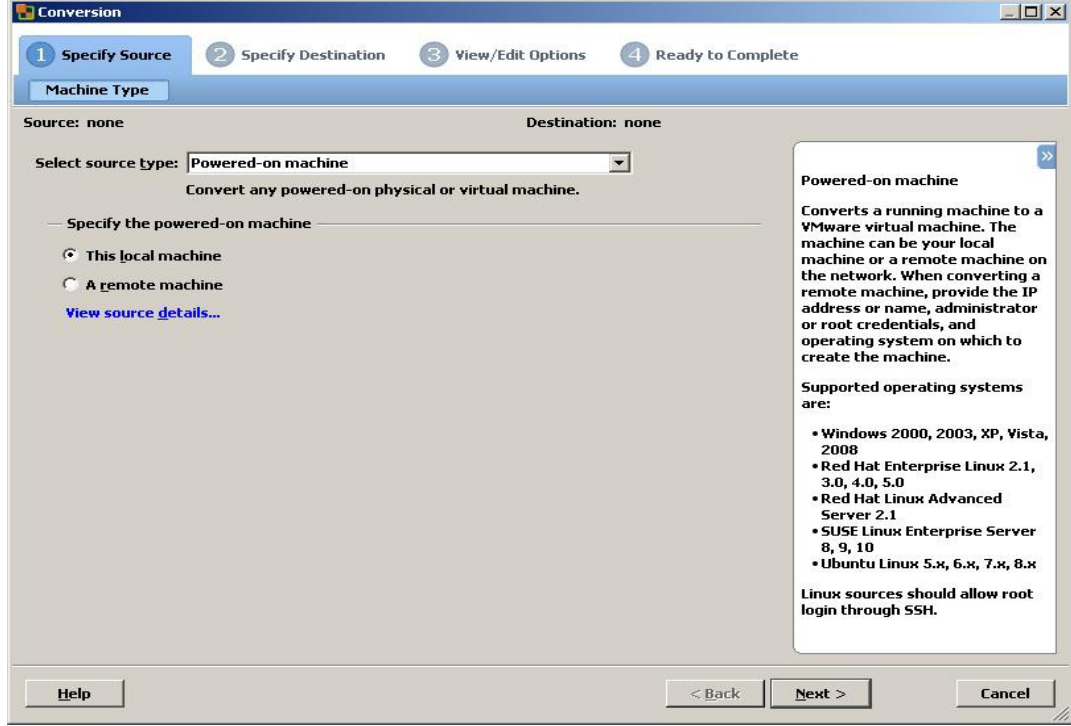 Conversion
1 Specify Source 2 Specify Destination 3 View/Edit Options 4 Ready to Complete
Machine Type
Source: none Destination: none
Select source type: Powered-on machine
Convert any powered-on physical or virtual machine.
Specify the powered-on machine
This local machine
A remote machine
View source details...
»
Powered-on machine
Converts a running machine to a
VMware virtual machine. The
machine can be your local
machine or a remote machine on
the network. When converting a
remote machine, provide the IP
address or name, administrator
or root credentials, and
operating system on which to
create the machine.
Supported operating systems
are:
• Windows 2000, 2003, XP, Vista,
2008
• Red Hat Enterprise Linux 2.1,
3.0, 4.0, 5.0
• Red Hat Linux Advanced
Server 2.1
• SUSE Linux Enterprise Server
8, 9, 10
• Ubuntu Linux 5.x, 6.x, 7.x, 8.x
Linux sources should allow root
login through SSH.
Help < Back Next > Cancel